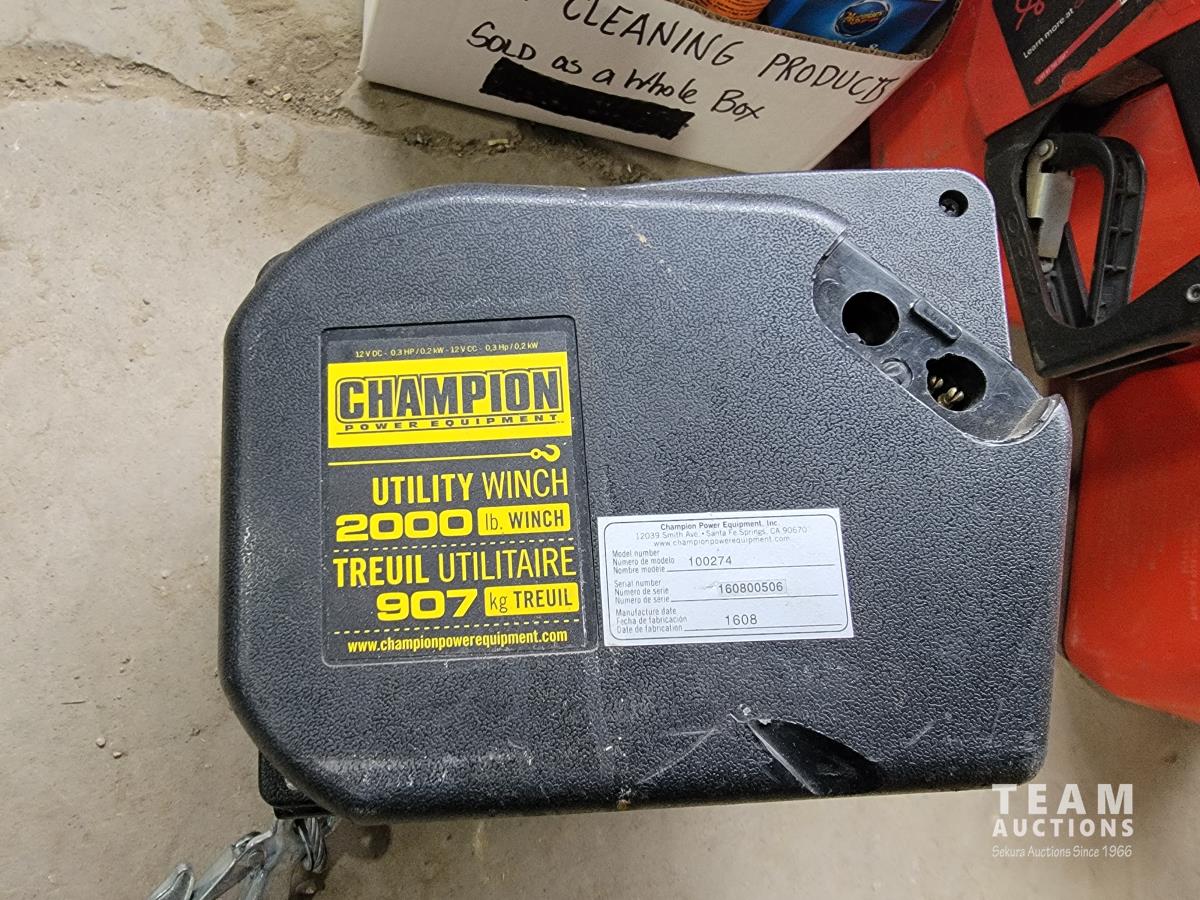 CLEANING PRODUCTS
SOLD as a Whole Box
Learn more at
12 V DC - 0.3 HP / 0.2 kW - 12 V CC - 0,3 Hp / 0,2 kW
CHAMPION
POWER EQUIPMENT
UTILITY WINCH
2000 lb. WINCH
TREUIL UTILITAIRE
907 kg TREUIL
www.championpowerequipment.com
Champion Power Equipment, Inc.
12039 Smith Ave. • Santa Fe Springs, CA 90670
www.championpowerequipment.com
Model number
Número de modelo 100274
Nombre modèle
Serial number
Número de serie 160800506
Numéro de série
Manufacture date
Fecha de fabricación 1608
Date de fabrication
TEAM
AUCTIONS
Sekura Auctions Since 1966